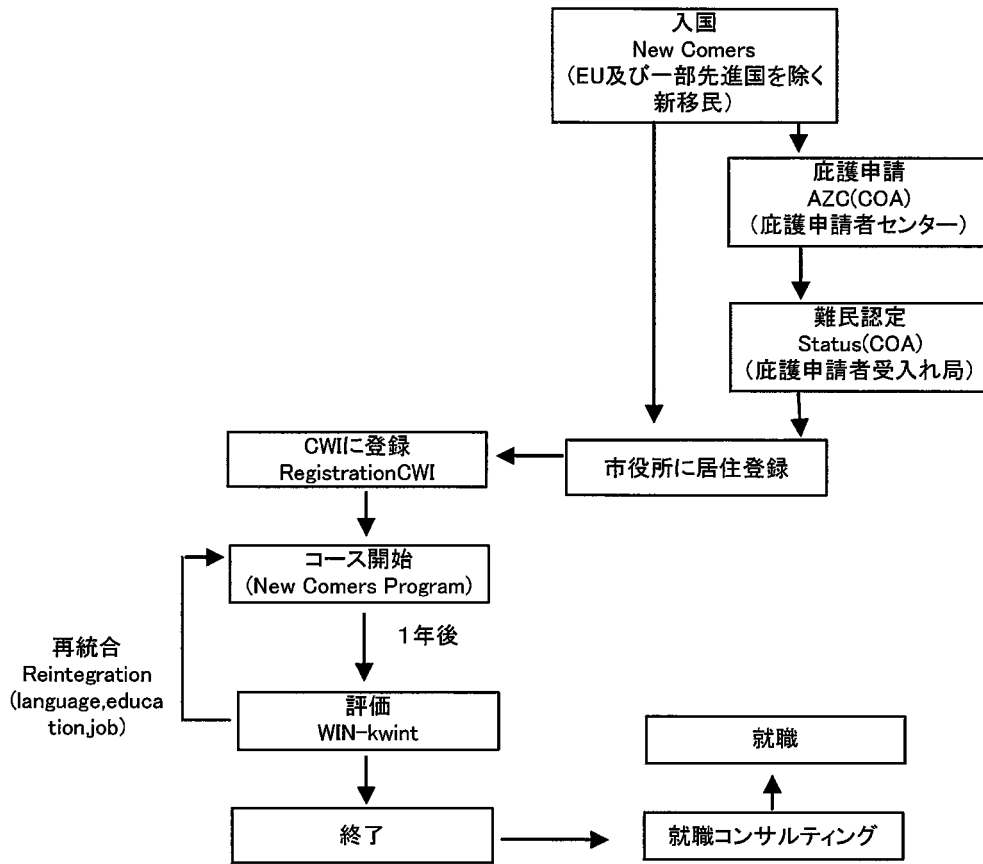 入国
New Comers
(EU及び一部先進国を除く
新移民)
庇護申請
AZC(COA)
(庇護申請者センター)
難民認定
Status(COA)
(庇護申請者受入れ局)
市役所に居住登録
CWIに登録
RegistrationCWI
コース開始
(New Comers Program)
1年後
再統合
Reintegration
(language,educa
tion,job)
評価
WIN-kwint
終了
就職コンサルティング
就職